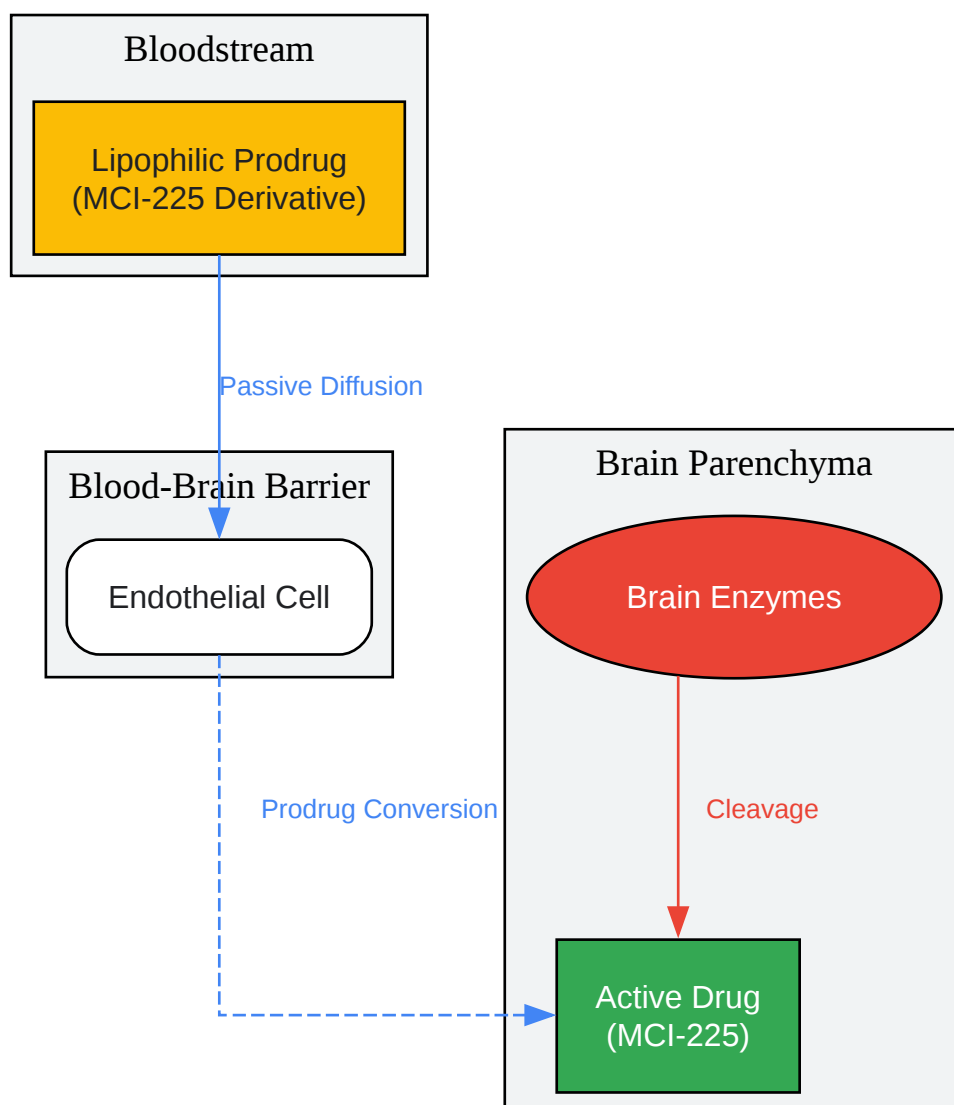 Bloodstream
Lipophilic Prodrug
(MCI-225 Derivative)
Passive Diffusion
Blood-Brain Barrier
Endothelial Cell
Brain Parenchyma
Brain Enzymes
Prodrug Conversion
Cleavage
Active Drug
(MCI-225)